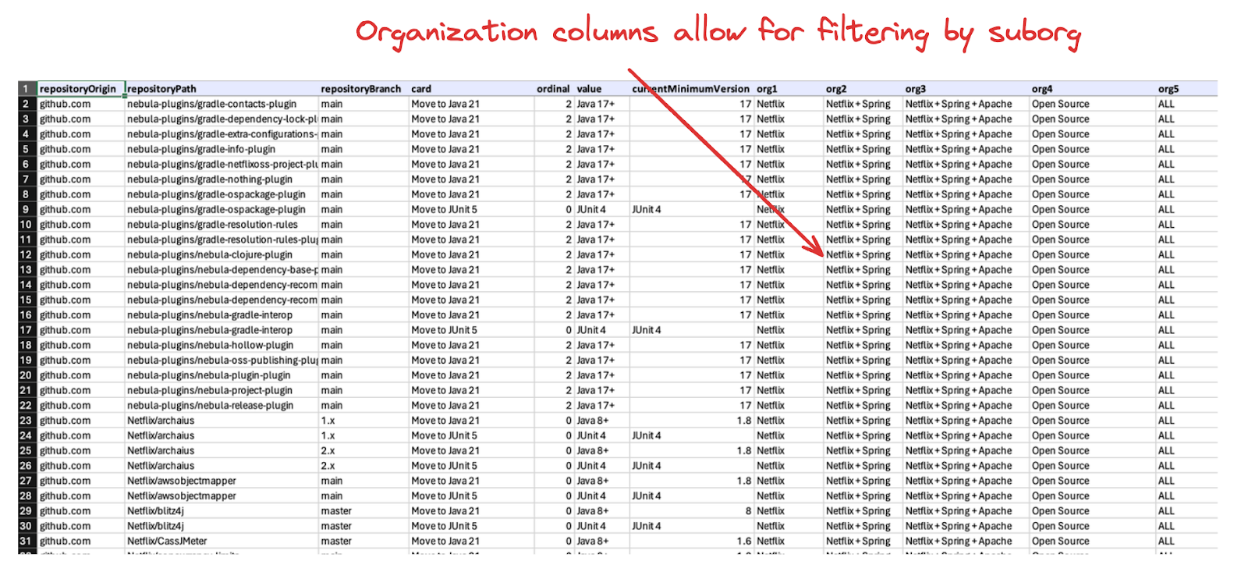 Organization columns allow for filtering by suborg
1 repositoryOrigin repositoryPath repositoryBranch card ordinal value currentMinimumVersion org1 org2 org3 org4 org5
2 github.com nebula-plugins/gradle-contacts-plugin main Move to Java 21 2 Java 17+ 17 Netflix Netflix + Spring Netflix + Spring + Apache Open Source ALL
3 github.com nebula-plugins/gradle-dependency-lock-pl main Move to Java 21 2 Java 17+ 17 Netflix Netflix + Spring Netflix + Spring + Apache Open Source ALL
4 github.com nebula-plugins/gradle-extra-configurations- main Move to Java 21 2 Java 17+ 17 Netflix Netflix + Spring Netflix + Spring + Apache Open Source ALL
5 github.com nebula-plugins/gradle-info-plugin main Move to Java 21 2 Java 17+ 17 Netflix Netflix + Spring Netflix + Spring + Apache Open Source ALL
6 github.com nebula-plugins/gradle-netflixoss-project-plu main Move to Java 21 2 Java 17+ 17 Netflix Netflix + Spring Netflix + Spring + Apache Open Source ALL
7 github.com nebula-plugins/gradle-nothing-plugin main Move to Java 21 2 Java 17+ 17 Netflix Netflix + Spring Netflix + Spring + Apache Open Source ALL
8 github.com nebula-plugins/gradle-ospackage-plugin main Move to Java 21 2 Java 17+ 17 Netflix Netflix + Spring Netflix + Spring + Apache Open Source ALL
9 github.com nebula-plugins/gradle-ospackage-plugin main Move to JUnit 5 0 JUnit 4 JUnit 4 Netflix Netflix + Spring Netflix + Spring + Apache Open Source ALL
10 github.com nebula-plugins/gradle-resolution-rules main Move to Java 21 2 Java 17+ 17 Netflix Netflix + Spring Netflix + Spring + Apache Open Source ALL
11 github.com nebula-plugins/gradle-resolution-rules-plug main Move to Java 21 2 Java 17+ 17 Netflix Netflix + Spring Netflix + Spring + Apache Open Source ALL
12 github.com nebula-plugins/nebula-clojure-plugin main Move to Java 21 2 Java 17+ 17 Netflix Netflix + Spring Netflix + Spring + Apache Open Source ALL
13 github.com nebula-plugins/nebula-dependency-base-p main Move to Java 21 2 Java 17+ 17 Netflix Netflix + Spring Netflix + Spring + Apache Open Source ALL
14 github.com nebula-plugins/nebula-dependency-recom main Move to Java 21 2 Java 17+ 17 Netflix Netflix + Spring Netflix + Spring + Apache Open Source ALL
15 github.com nebula-plugins/nebula-dependency-recom main Move to Java 21 2 Java 17+ 17 Netflix Netflix + Spring Netflix + Spring + Apache Open Source ALL
16 github.com nebula-plugins/nebula-gradle-interop main Move to Java 21 2 Java 17+ 17 Netflix Netflix + Spring Netflix + Spring + Apache Open Source ALL
17 github.com nebula-plugins/nebula-gradle-interop main Move to JUnit 5 0 JUnit 4 JUnit 4 Netflix Netflix + Spring Netflix + Spring + Apache Open Source ALL
18 github.com nebula-plugins/nebula-hollow-plugin main Move to Java 21 2 Java 17+ 17 Netflix Netflix + Spring Netflix + Spring + Apache Open Source ALL
19 github.com nebula-plugins/nebula-oss-publishing-plug main Move to Java 21 2 Java 17+ 17 Netflix Netflix + Spring Netflix + Spring + Apache Open Source ALL
20 github.com nebula-plugins/nebula-plugin-plugin main Move to Java 21 2 Java 17+ 17 Netflix Netflix + Spring Netflix + Spring + Apache Open Source ALL
21 github.com nebula-plugins/nebula-project-plugin main Move to Java 21 2 Java 17+ 17 Netflix Netflix + Spring Netflix + Spring + Apache Open Source ALL
22 github.com nebula-plugins/nebula-release-plugin main Move to Java 21 2 Java 17+ 17 Netflix Netflix + Spring Netflix + Spring + Apache Open Source ALL
23 github.com Netflix/archaius 1.x Move to Java 21 0 Java 8+ 1.8 Netflix Netflix + Spring Netflix + Spring + Apache Open Source ALL
24 github.com Netflix/archaius 1.x Move to JUnit 5 0 JUnit 4 JUnit 4 Netflix Netflix + Spring Netflix + Spring + Apache Open Source ALL
25 github.com Netflix/archaius 2.x Move to Java 21 0 Java 8+ 1.8 Netflix Netflix + Spring Netflix + Spring + Apache Open Source ALL
26 github.com Netflix/archaius 2.x Move to JUnit 5 0 JUnit 4 JUnit 4 Netflix Netflix + Spring Netflix + Spring + Apache Open Source ALL
27 github.com Netflix/awsobjectmapper main Move to Java 21 0 Java 8+ 1.8 Netflix Netflix + Spring Netflix + Spring + Apache Open Source ALL
28 github.com Netflix/awsobjectmapper main Move to JUnit 5 0 JUnit 4 JUnit 4 Netflix Netflix + Spring Netflix + Spring + Apache Open Source ALL
29 github.com Netflix/blitz4j master Move to Java 21 0 Java 8+ 8 Netflix Netflix + Spring Netflix + Spring + Apache Open Source ALL
30 github.com Netflix/blitz4j master Move to JUnit 5 0 JUnit 4 JUnit 4 Netflix Netflix + Spring Netflix + Spring + Apache Open Source ALL
31 github.com Netflix/CassJMeter master Move to Java 21 0 Java 8+ 1.6 Netflix Netflix + Spring Netflix + Spring + Apache Open Source ALL